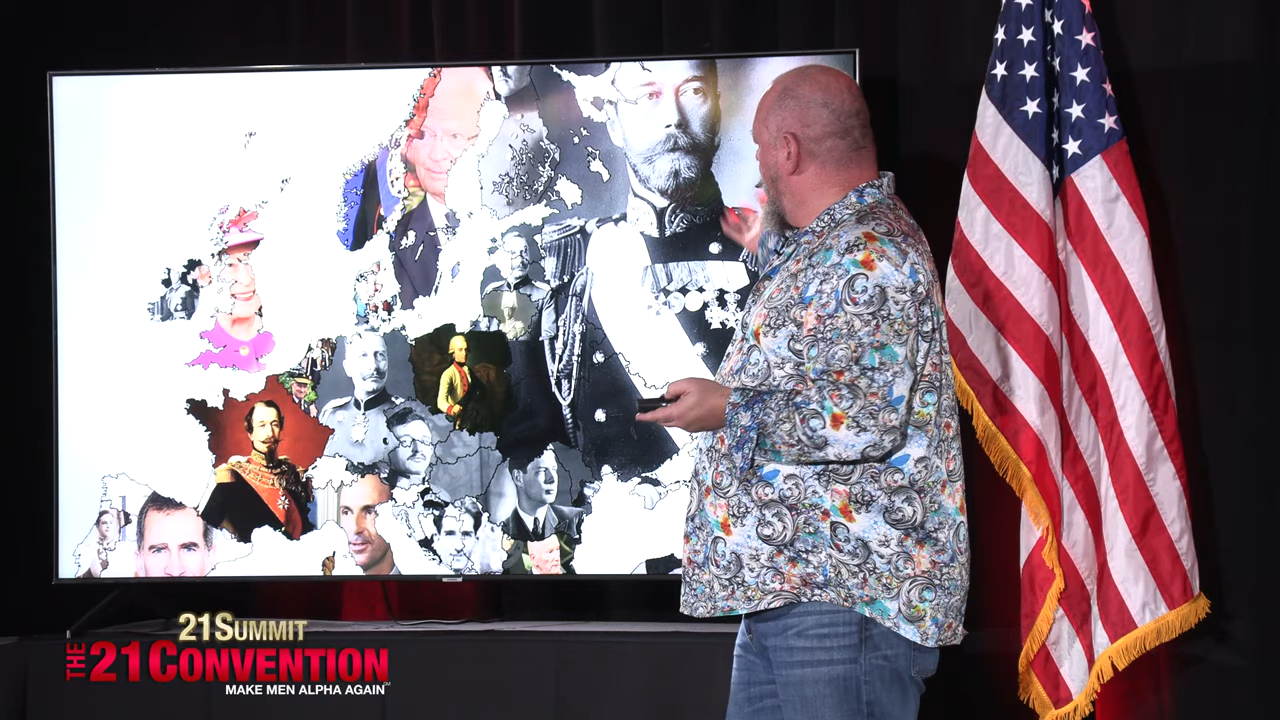 21 SUMMIT
THE 21 CONVENTION
MAKE MEN ALPHA AGAIN